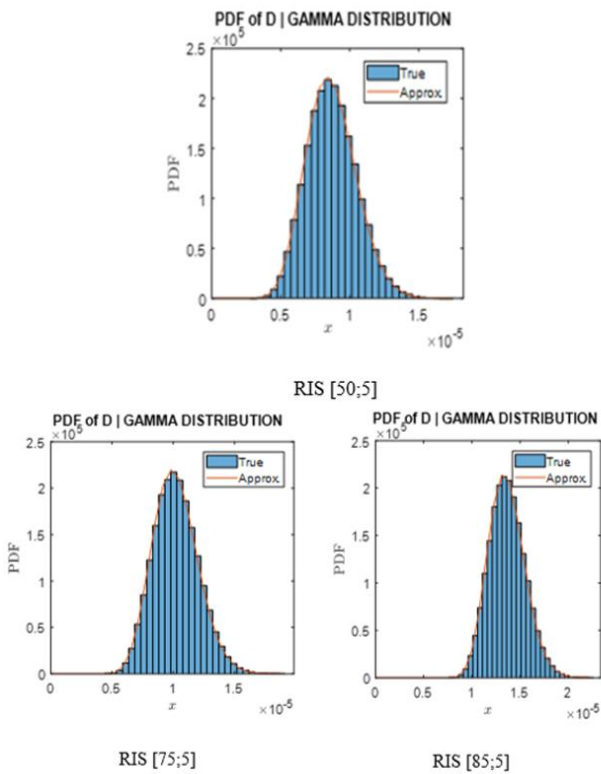 PDF of D | GAMMA DISTRIBUTION
×10^5
2.5
2
1.5
1
0.5
0
PDF
True
Approx.
0 0.5 1 1.5
x
×10^-5
RIS [50;5]
PDF of D | GAMMA DISTRIBUTION
×10^5
2.5
2
1.5
1
0.5
0
PDF
True
Approx.
0 0.5 1 1.5
x
×10^-5
RIS [75;5]
PDF of D | GAMMA DISTRIBUTION
×10^5
2.5
2
1.5
1
0.5
0
PDF
True
Approx.
0 0.5 1 1.5 2
x
×10^-5
RIS [85;5]